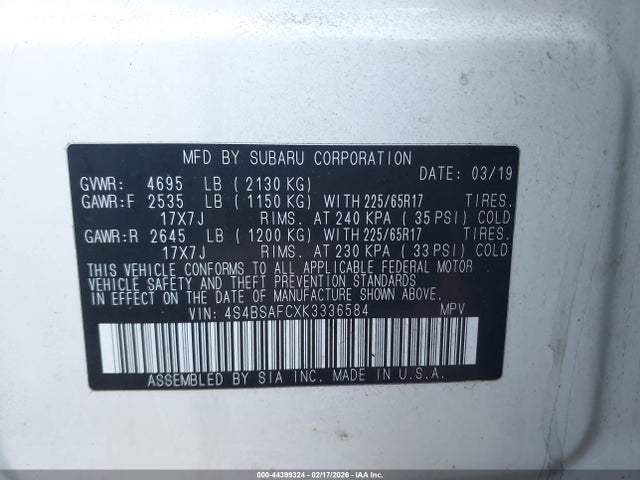 MFD BY SUBARU CORPORATION
DATE: 03/19
GVWR: 4695 LB (2130 KG)
GAWR:F 2535 LB (1150 KG) WITH 225/65R17 TIRES.
17X7J RIMS. AT 240 KPA (35 PSI) COLD
GAWR:R 2645 LB (1200 KG) WITH 225/65R17 TIRES.
17X7J RIMS. AT 230 KPA (33 PSI) COLD
THIS VEHICLE CONFORMS TO ALL APPLICABLE FEDERAL MOTOR
VEHICLE SAFETY AND THEFT PREVENTION STANDARDS
IN EFFECT ON THE DATE OF MANUFACTURE SHOWN ABOVE.
VIN: 4S4BSAFCXK3336584 MPV
ASSEMBLED BY SIA INC. MADE IN U.S.A.
000-44399324 - 02/17/2026 - IAA Inc.